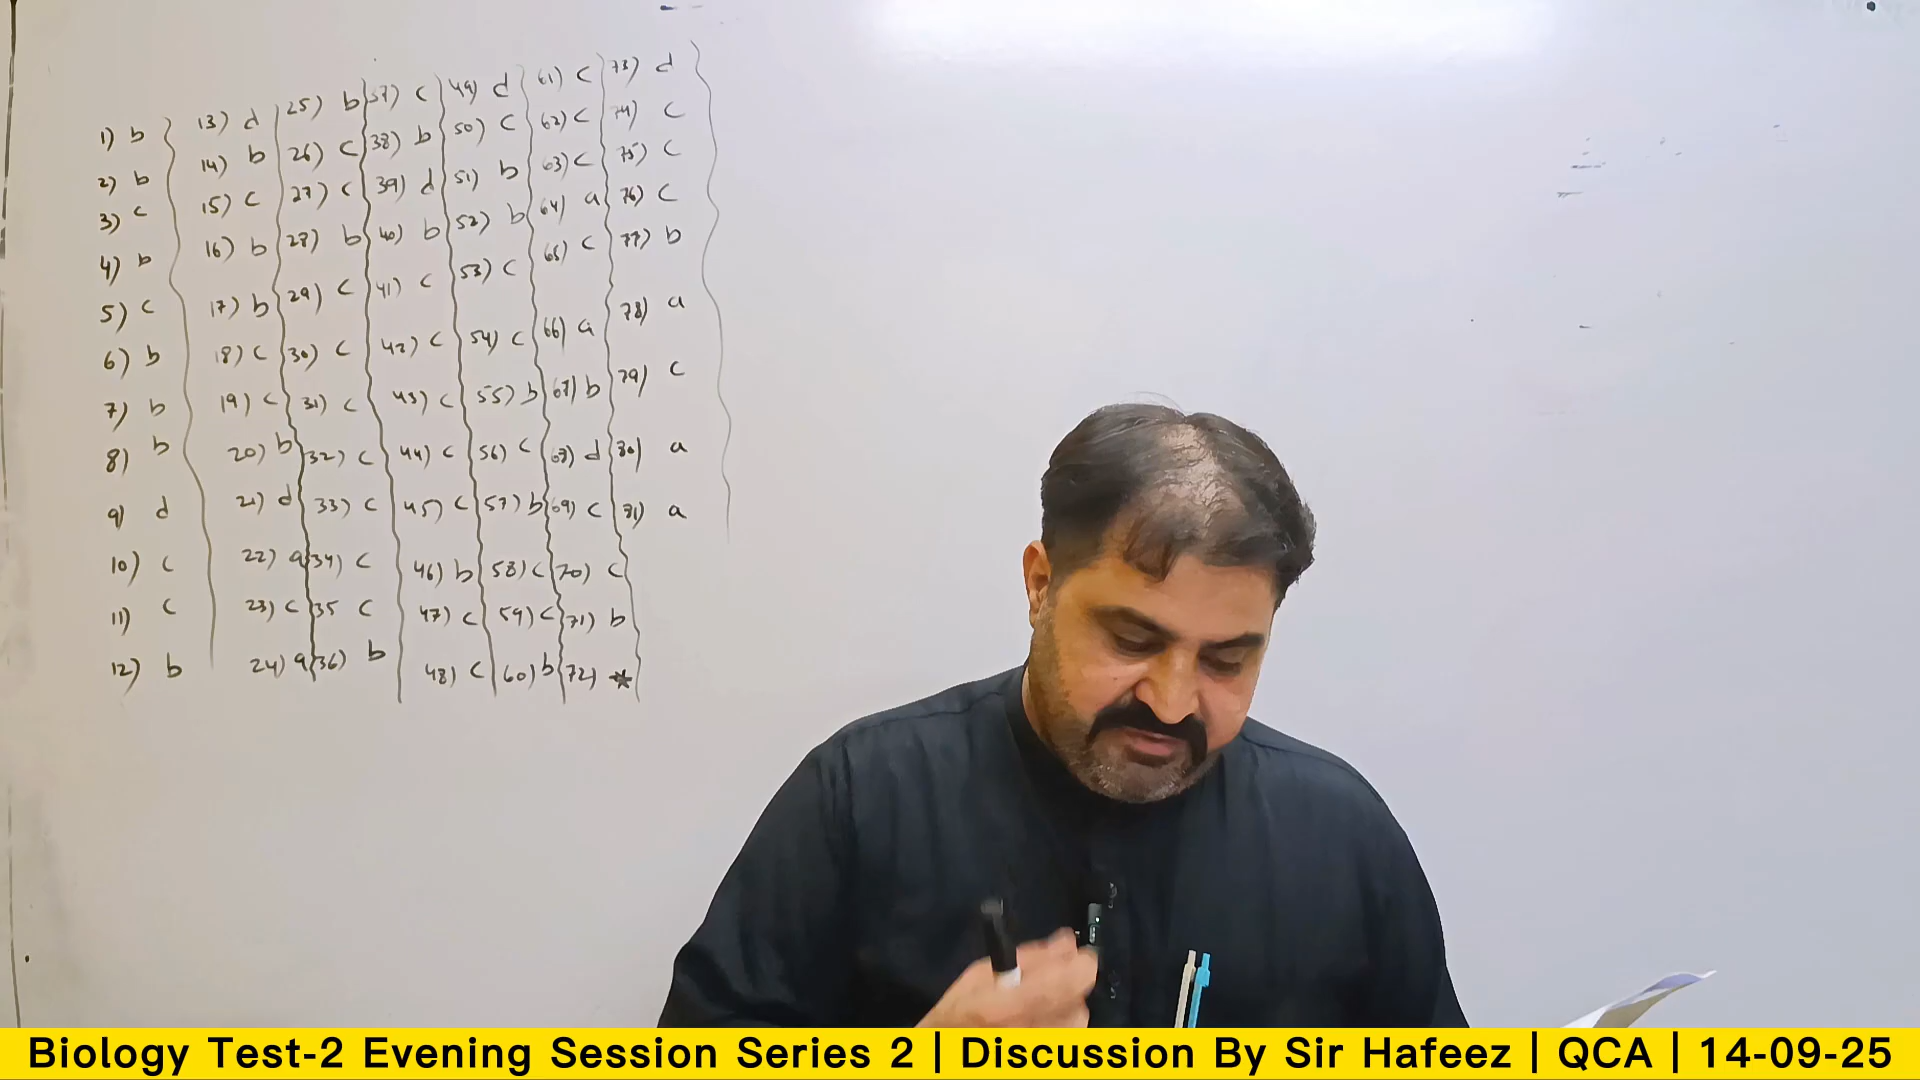 1) b
2) b
3) c
4) b
5) c
6) b
7) b
8) b
9) d
10) c
11) c
12) b
13) d
14) b
15) c
16) b
17) b
18) c
19) c
20) b
21) d
22) a
23) c
24) a
25) b
26) c
27) c
28) b
29) c
30) c
31) c
32) c
33) c
34) c
35 c
36) b
37) c
38) b
39) d
40) b
41) c
42) c
43) c
44) c
45) c
46) b
47) c
48) c
49) d
50) c
51) b
52) b
53) c
54) c
55) b
56) c
57) b
58) c
59) c
60) b
61) c
62) c
63) c
64) a
65) c
66) a
67) b
68) d
69) c
70) c
71) b
72) ★
73) d
74) c
75) c
76) c
77) b
78) a
79) c
80) a
81) a
Biology Test-2 Evening Session Series 2 | Discussion By Sir Hafeez | QCA | 14-09-25